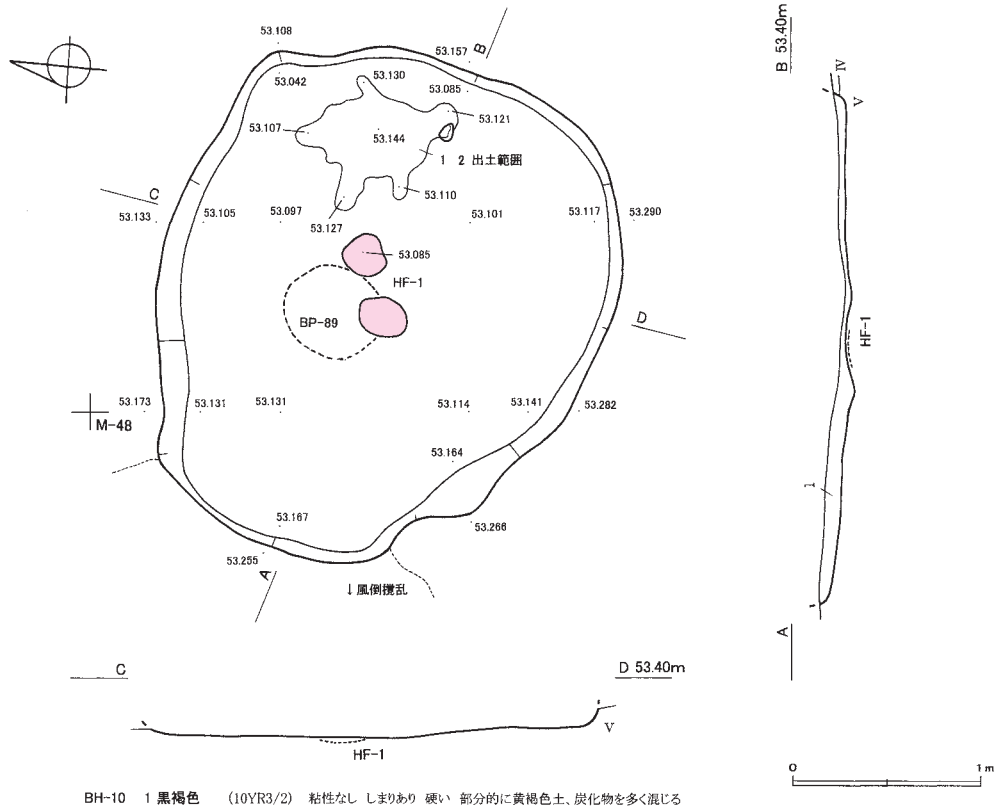 53.108
53.157
B
53.042
53.130
53.085
53.121
53.107
53.144
1 2 出土範囲
53.110
C
53.133
53.105
53.097
53.127
53.101
53.117
53.290
53.085
HF-1
BP-89
D
53.173
53.131
53.131
53.114
53.141
53.282
M-48
53.164
53.167
53.266
53.255
A
↓風倒攪乱
B 53.40m
IV
V
HF-1
1
A
C
D 53.40m
V
HF-1
0 1m
BH-10 1 黒褐色 (10YR3/2) 粘性なし しまりあり 硬い 部分的に黄褐色土、炭化物を多く混じる